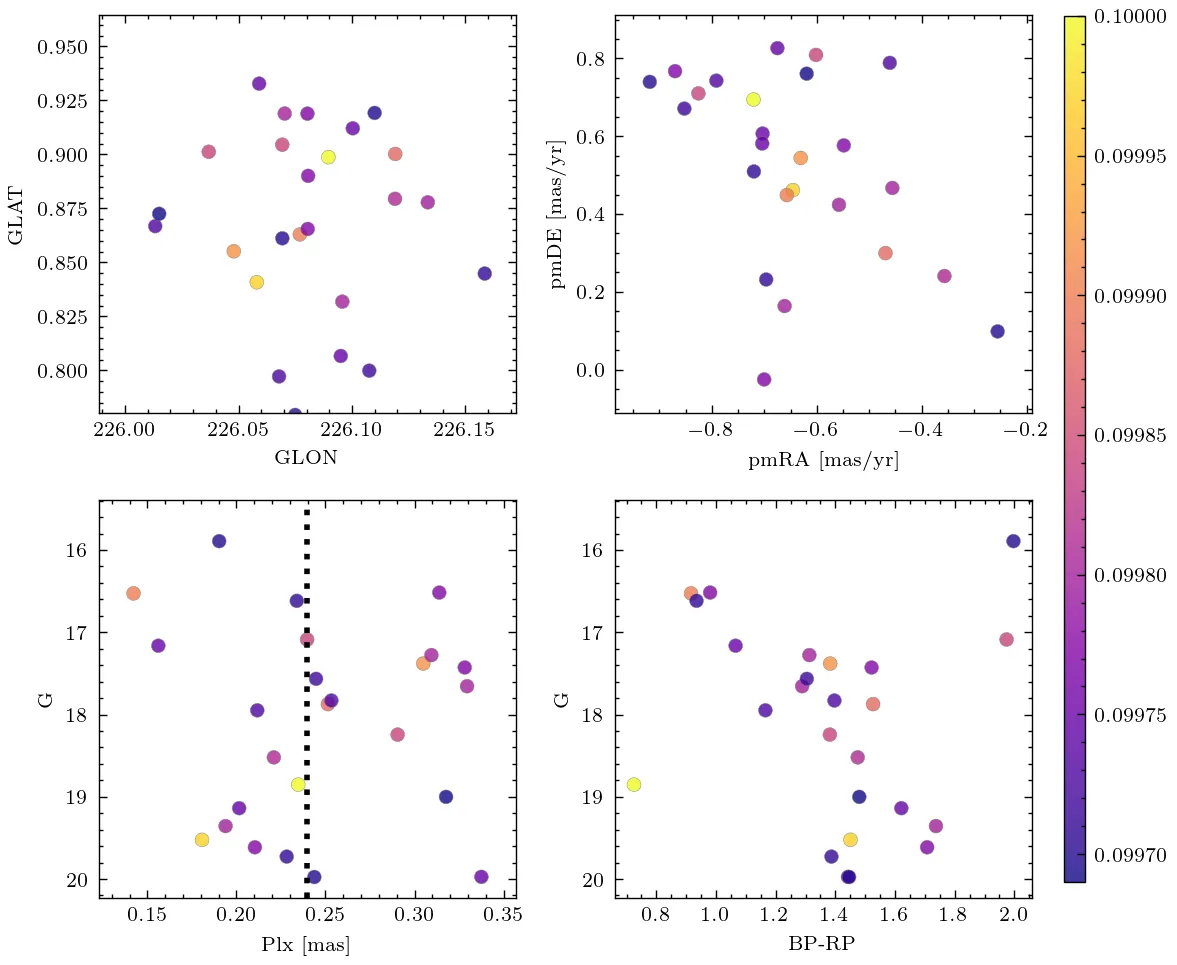 0.950
0.925
0.900
0.875
0.850
0.825
0.800
GLAT
226.00 226.05 226.10 226.15
GLON
0.8
0.6
0.4
0.2
0.0
pmDE [mas/yr]
−0.8 −0.6 −0.4 −0.2
pmRA [mas/yr]
16
17
18
19
20
G
0.15 0.20 0.25 0.30 0.35
Plx [mas]
16
17
18
19
20
G
0.8 1.0 1.2 1.4 1.6 1.8 2.0
BP-RP
0.10000
0.09995
0.09990
0.09985
0.09980
0.09975
0.09970